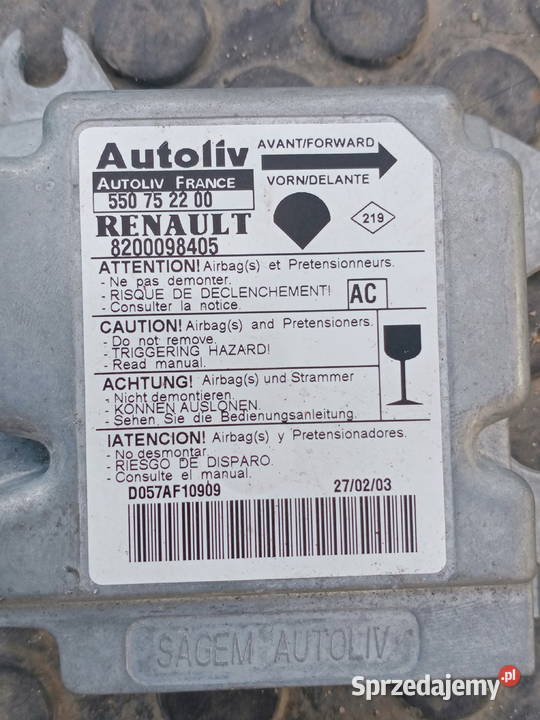 Autoliv
AVANT/FORWARD
AUTOLIV FRANCE
VORN/DELANTE
550 75 22 00
RENAULT
219
8200098405
ATTENTION! Airbag(s) et Pretensionneurs.
- Ne pas demonter.
- RISQUE DE DECLENCHEMENT!
- Consulter la notice.
AC
CAUTION! Airbag(s) and Pretensioners.
- Do not remove.
- TRIGGERING HAZARD!
- Read manual.
ACHTUNG! Airbag(s) und Strammer
- Nicht demontieren.
- KONNEN AUSLONEN.
- Sehen Sie die Bedienungsanleitung.
IATENCION! Airbag(s) y Pretensionadores.
- No desmontar.
- RIESGO DE DISPARO.
- Consulte el manual.
D057AF10909
27/02/03
SAGEM AUTOLIV
Sprzedajemy.pl